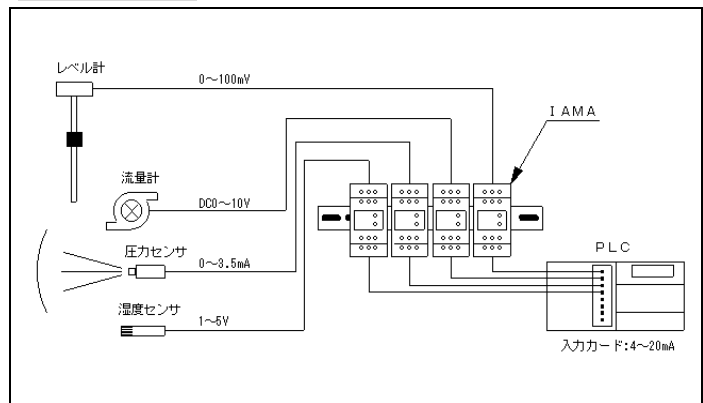 レベル計
0〜100mV
IAMA
流量計
DC0〜10V
圧力センサ
0〜3.5mA
PLC
湿度センサ
1〜5V
入力カード:4〜20mA